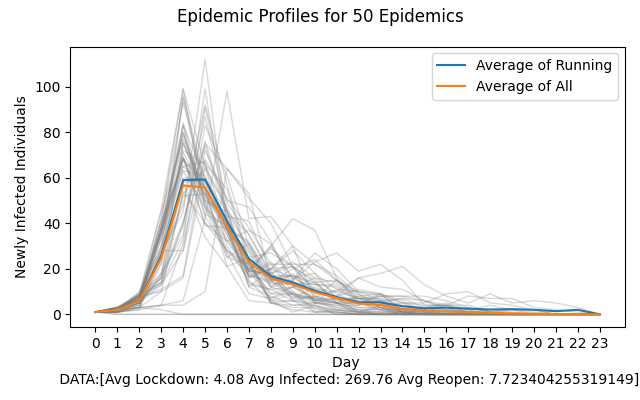 Epidemic Profiles for 50 Epidemics
Average of Running
Average of All
Newly Infected Individuals
100
80
60
40
20
0
0 1 2 3 4 5 6 7 8 9 10 11 12 13 14 15 16 17 18 19 20 21 22 23
Day
DATA:[Avg Lockdown: 4.08 Avg Infected: 269.76 Avg Reopen: 7.723404255319149]